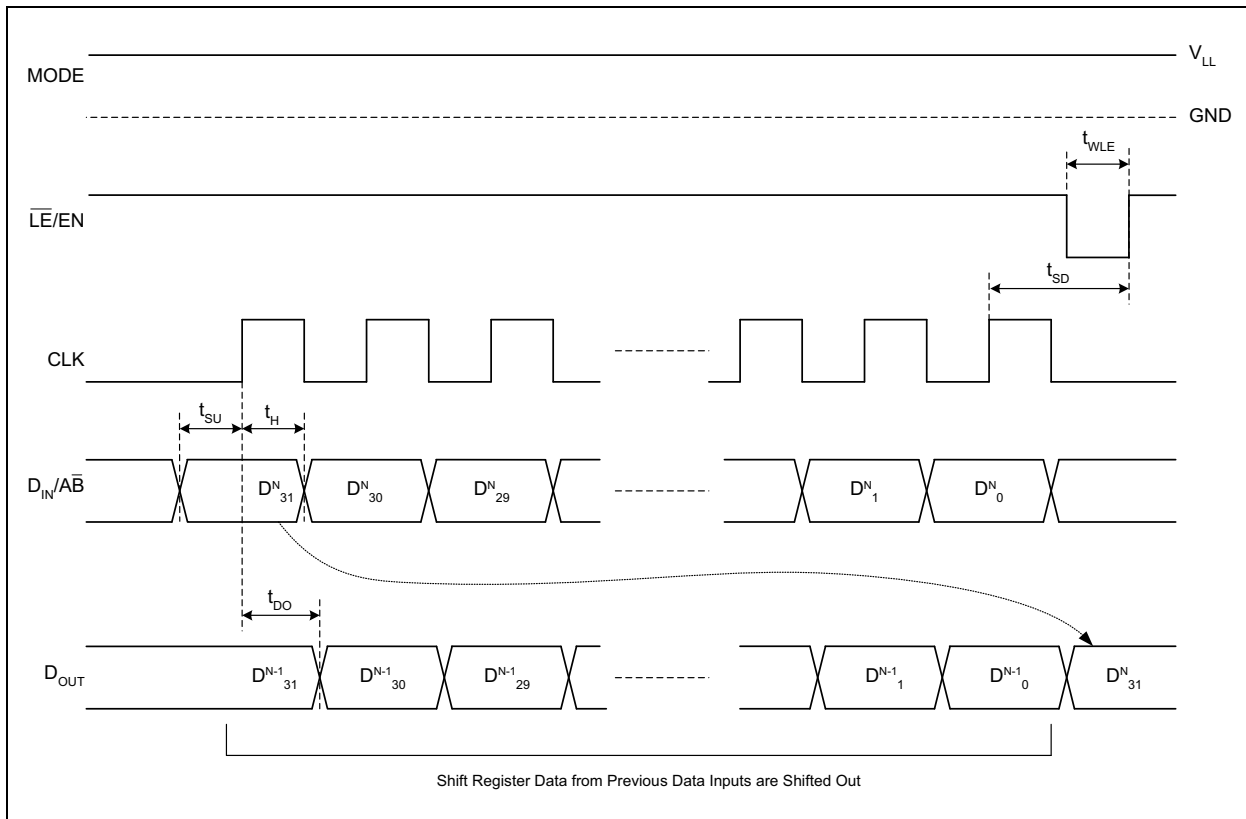 MODE
V_LL
GND
t_WLE
L̅E̅/EN
t_SD
CLK
t_SU
t_H
D_IN/AB̅
D^N_31
D^N_30
D^N_29
D^N_1
D^N_0
t_DO
D_OUT
D^N-1_31
D^N-1_30
D^N-1_29
D^N-1_1
D^N-1_0
D^N_31
Shift Register Data from Previous Data Inputs are Shifted Out